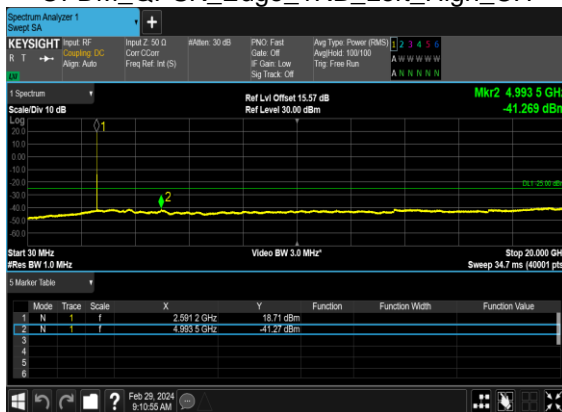 Spectrum Analyzer 1
Swept SA
KEYSIGHT
R T
Input: RF
Coupling: DC
Align: Auto
Input Z: 50 Ω
Corr CCorr
Freq Ref: Int (S)
#Atten: 30 dB
PNO: Fast
Gate: Off
IF Gain: Low
Sig Track: Off
Avg Type: Power (RMS)
Avg|Hold: 100/100
Trig: Free Run
1 2 3 4 5 6
A W W W W W
A N N N N N
1 Spectrum
Scale/Div 10 dB
Ref Lvl Offset 15.57 dB
Ref Level 30.00 dBm
Mkr2 4.993 5 GHz
-41.269 dBm
Log
20.0
10.0
0.00
-10.0
-20.0
-30.0
-40.0
-50.0
-60.0
1
2
Start 30 MHz
#Res BW 1.0 MHz
Video BW 3.0 MHz*
Stop 20.000 GH
Sweep 34.7 ms (40001 pts
5 Marker Table
Mode Trace Scale X Y Function Function Width Function Value
1 N 1 f 2.591 2 GHz 18.71 dBm
2 N 1 f 4.993 5 GHz -41.27 dBm
3
4
5
6
Feb 29, 2024
9:10:55 AM